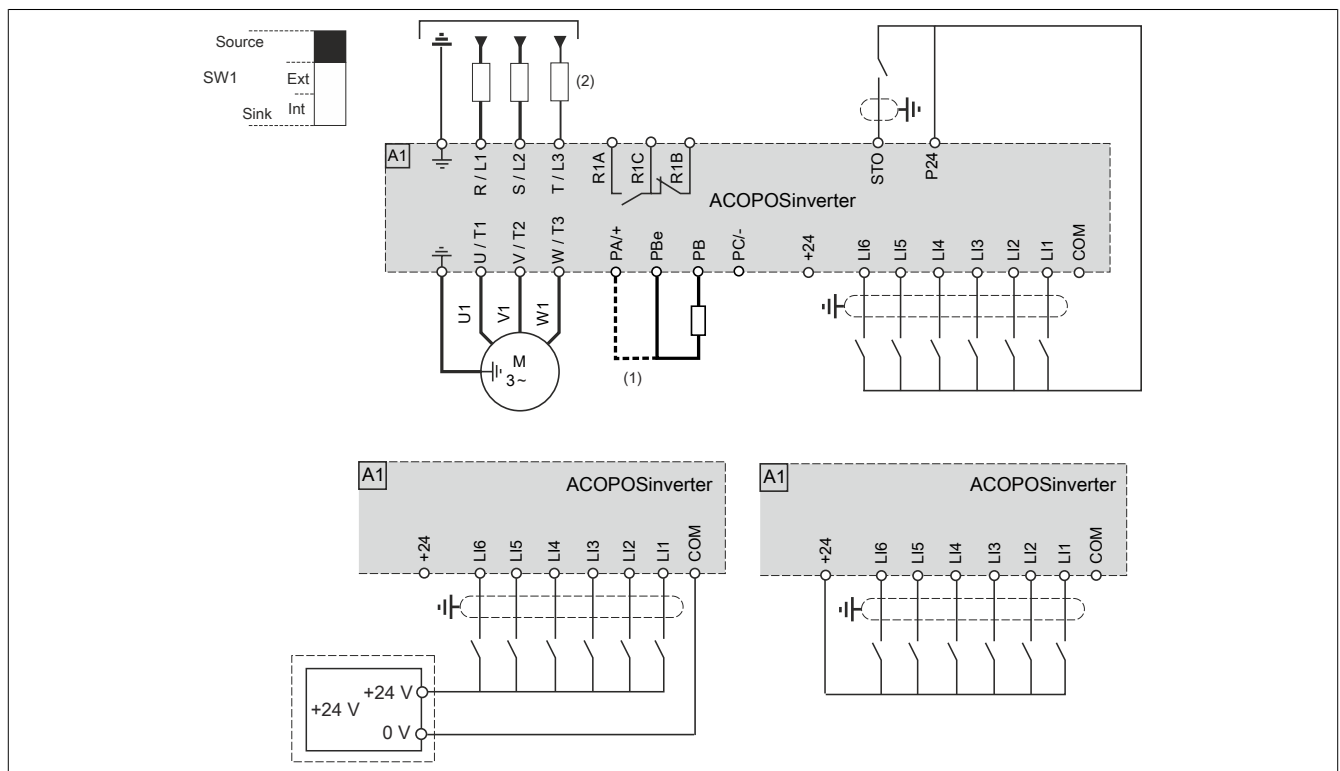 Source
SW1
Ext
Sink
Int
(2)
A1
R / L1
S / L2
T / L3
R1A
R1C
R1B
STO
P24
ACOPOSinverter
U / T1
V / T2
W / T3
PA/+
PBe
PB
PC/-
+24
LI6
LI5
LI4
LI3
LI2
LI1
COM
U1
V1
W1
M
3~
(1)
A1
ACOPOSinverter
+24
LI6
LI5
LI4
LI3
LI2
LI1
COM
+24 V
+24 V
0 V
A1
ACOPOSinverter
+24
LI6
LI5
LI4
LI3
LI2
LI1
COM